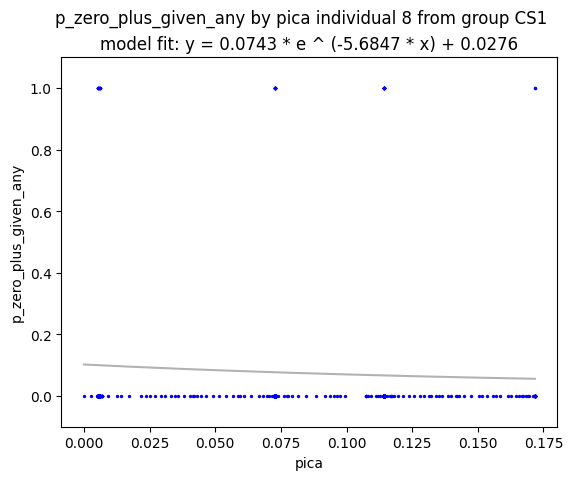 p_zero_plus_given_any by pica individual 8 from group CS1
model fit: y = 0.0743 * e ^ (-5.6847 * x) + 0.0276
1.0
0.8
0.6
0.4
0.2
0.0
p_zero_plus_given_any
0.000 0.025 0.050 0.075 0.100 0.125 0.150 0.175
pica